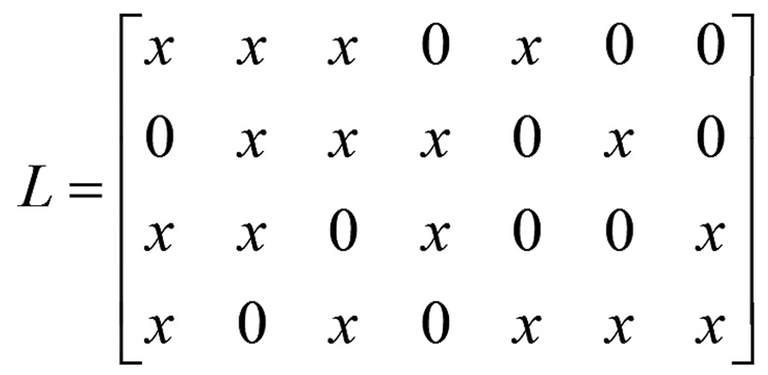 x x x 0 x 0 0
0 x x x 0 x 0
L =
x x 0 x 0 0 x
x 0 x 0 x x x